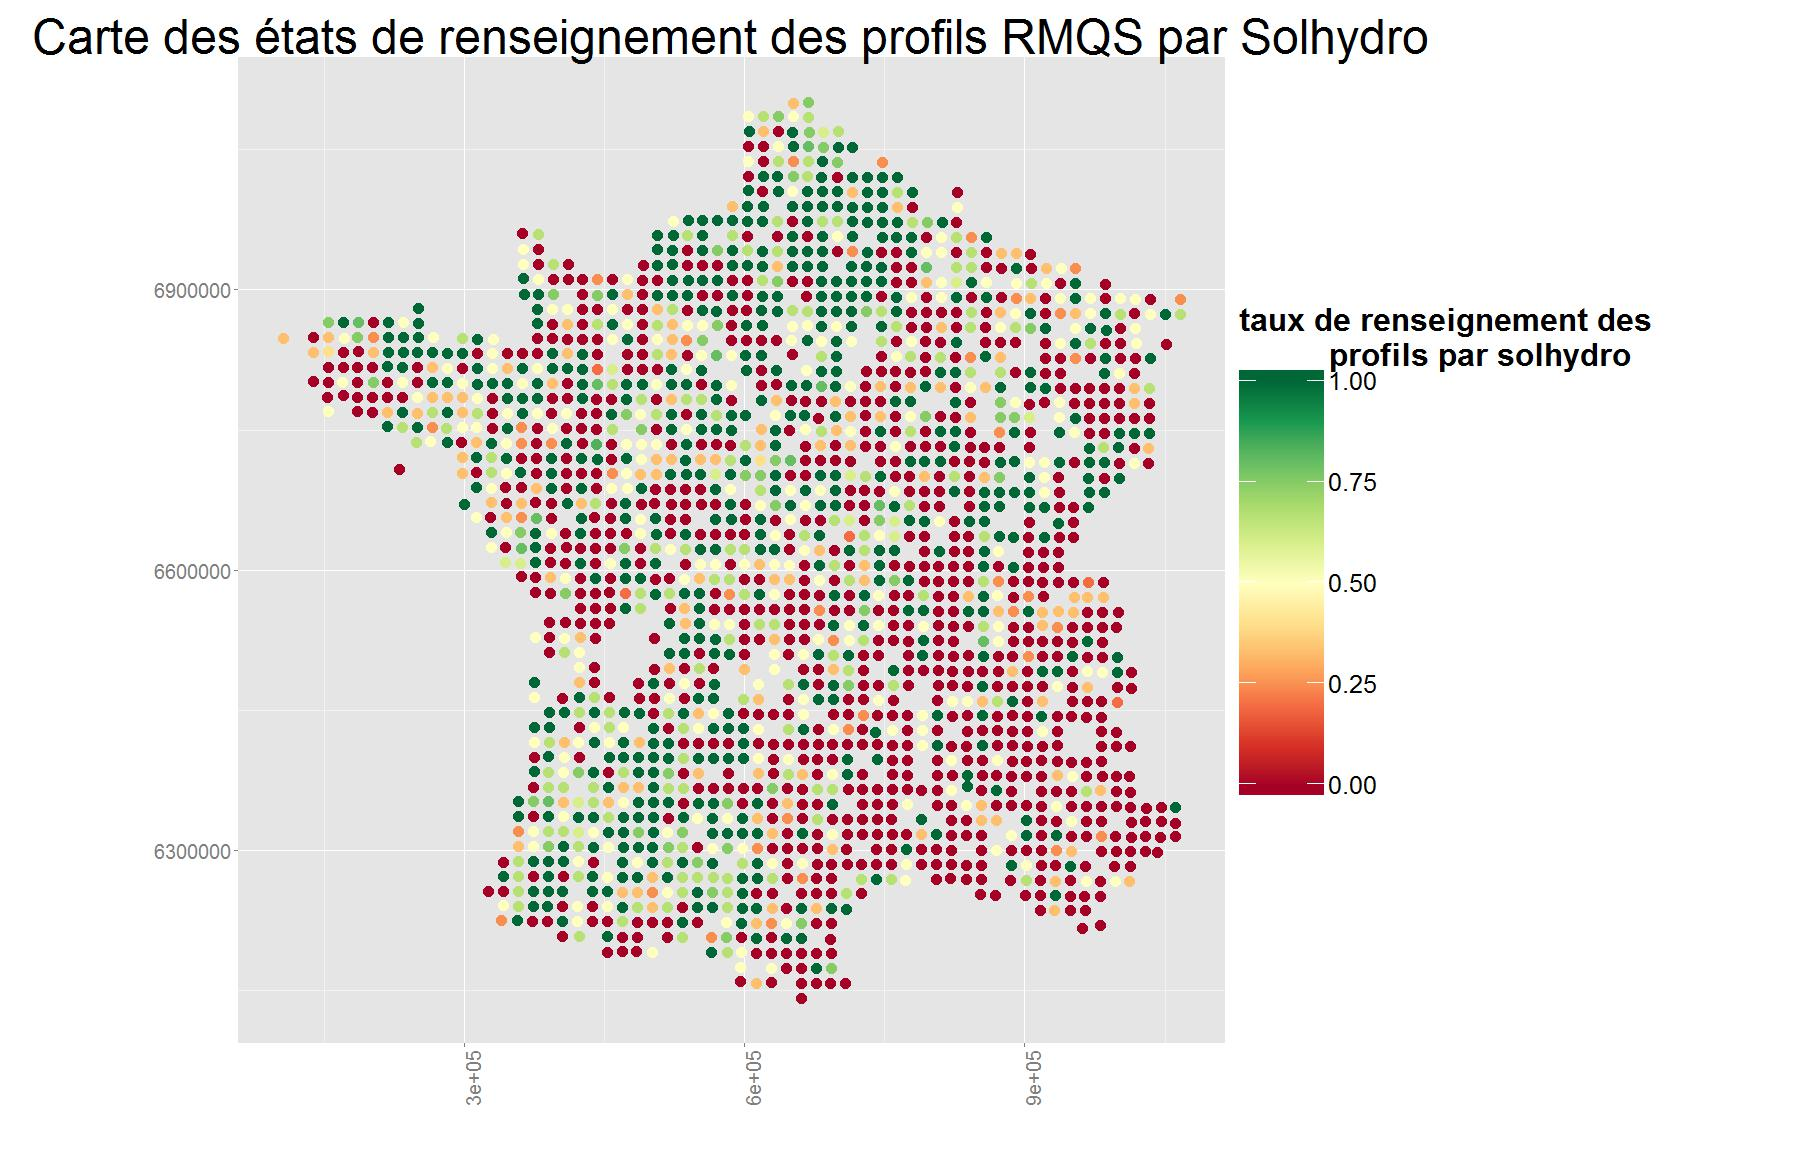 Carte des états de renseignement des profils RMQS par Solhydro
6900000
6600000
6300000
3e+05
6e+05
9e+05
taux de renseignement des
profils par solhydro
1.00
0.75
0.50
0.25
0.00